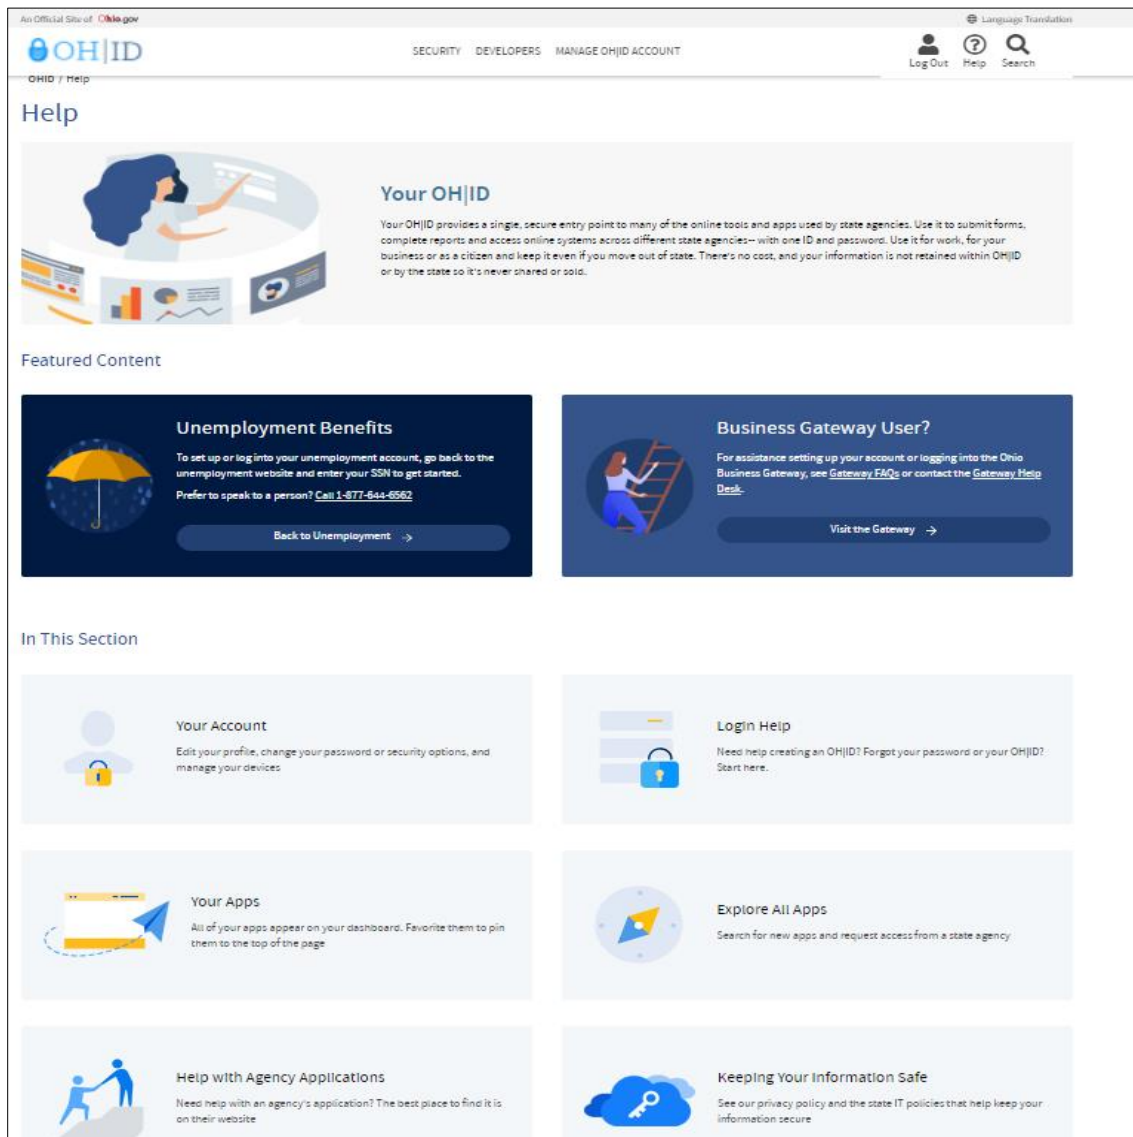 An Official Site of Ohio.gov
Language Translation
OH|ID
SECURITY DEVELOPERS MANAGE OH|ID ACCOUNT
Log Out Help Search
OHID / Help
Help
Your OH|ID
Your OH|ID provides a single, secure entry point to many of the online tools and apps used by state agencies. Use it to submit forms,
complete reports and access online systems across different state agencies-- with one ID and password. Use it for work, for your
business or as a citizen and keep it even if you move out of state. There's no cost, and your information is not retained within OH|ID
or by the state so it's never shared or sold.
Featured Content
Unemployment Benefits
To set up or log into your unemployment account, go back to the
unemployment website and enter your SSN to get started.
Prefer to speak to a person? Call 1-877-644-6562
Back to Unemployment →
Business Gateway User?
For assistance setting up your account or logging into the Ohio
Business Gateway, see Gateway FAQs or contact the Gateway Help
Desk.
Visit the Gateway →
In This Section
Your Account
Edit your profile, change your password or security options, and
manage your devices
Login Help
Need help creating an OH|ID? Forgot your password or your OH|ID?
Start here.
Your Apps
All of your apps appear on your dashboard. Favorite them to pin
them to the top of the page
Explore All Apps
Search for new apps and request access from a state agency
Help with Agency Applications
Need help with an agency's application? The best place to find it is
on their website
Keeping Your Information Safe
See our privacy policy and the state IT policies that help keep your
information secure